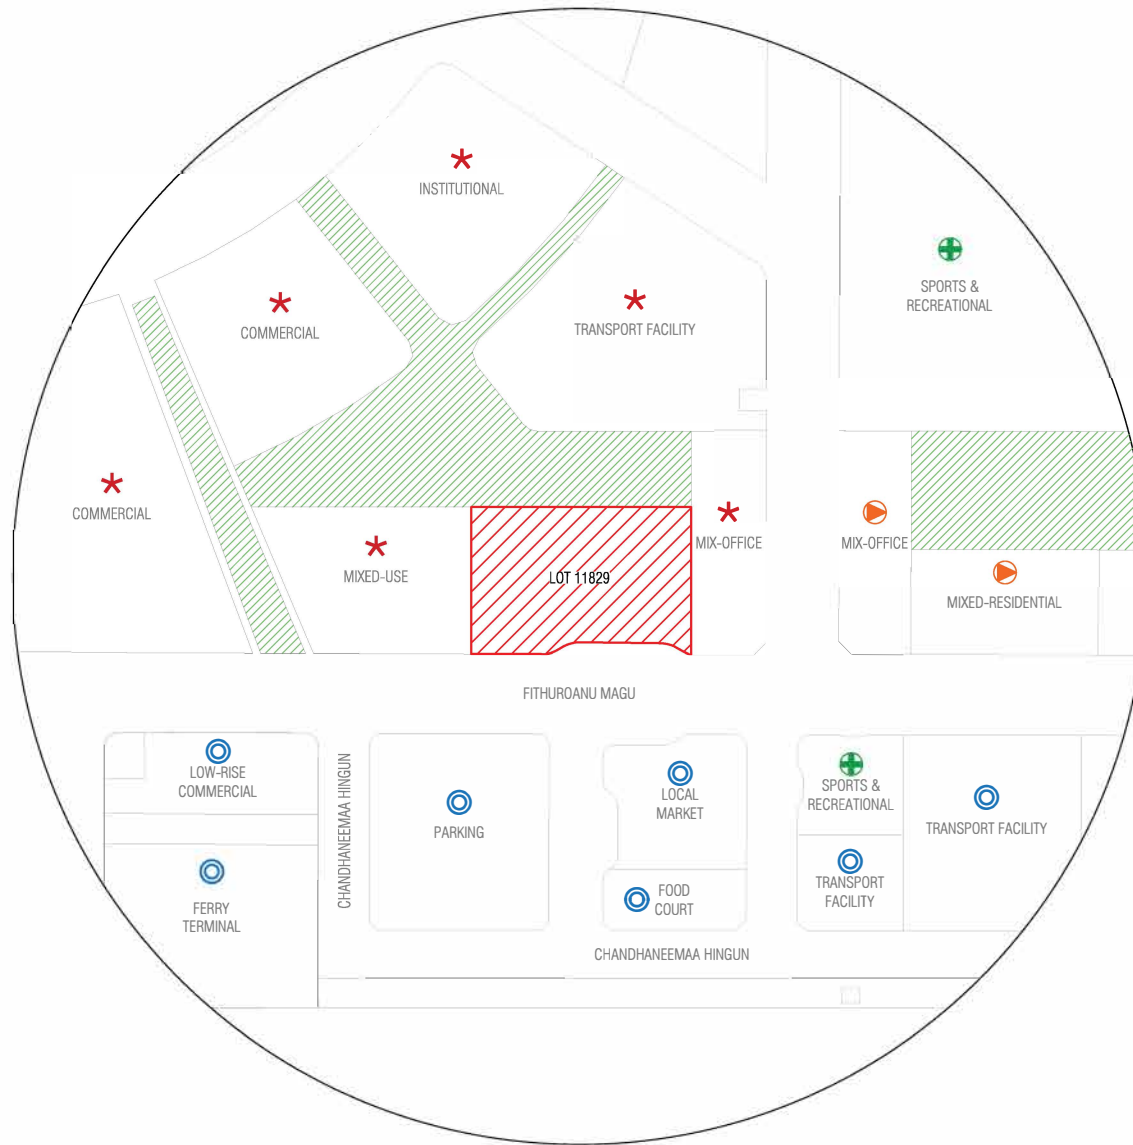 INSTITUTIONAL
SPORTS &
RECREATIONAL
COMMERCIAL
TRANSPORT FACILITY
COMMERCIAL
MIX-OFFICE
MIX-OFFICE
MIXED-USE
LOT 11829
MIXED-RESIDENTIAL
FITHUROANU MAGU
LOW-RISE
COMMERCIAL
CHANDHANEEMAA HINGUN
PARKING
LOCAL
MARKET
SPORTS &
RECREATIONAL
TRANSPORT FACILITY
FERRY
TERMINAL
FOOD
COURT
TRANSPORT
FACILITY
CHANDHANEEMAA HINGUN